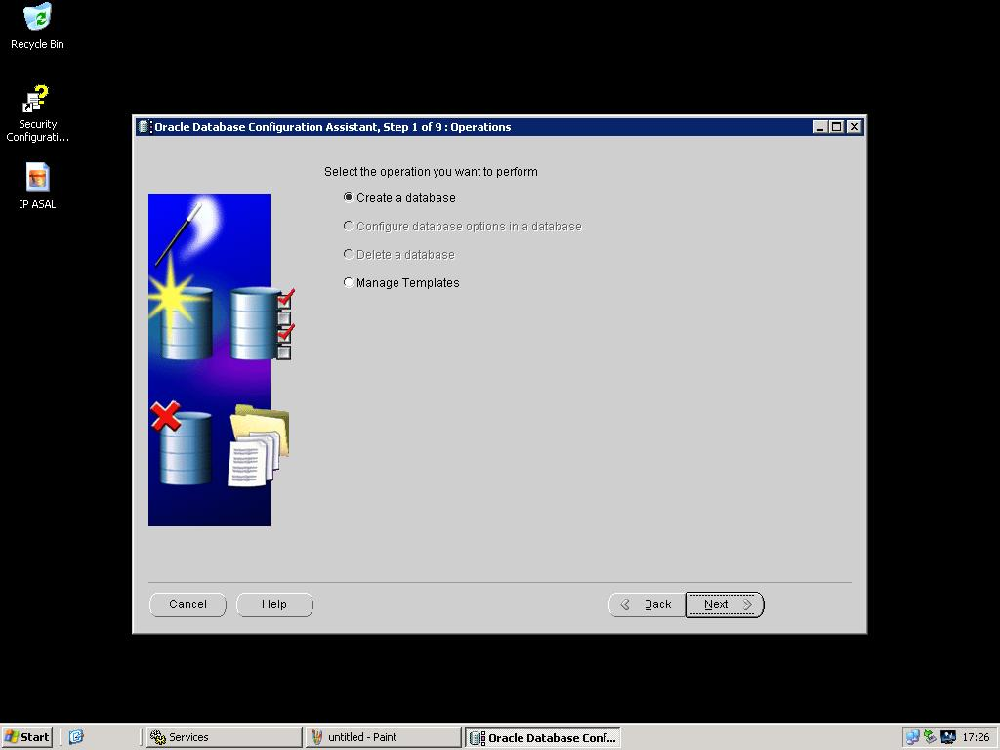 Recycle Bin
Security
Configurati...
IP ASAL
Oracle Database Configuration Assistant, Step 1 of 9 : Operations
Select the operation you want to perform
Create a database
Configure database options in a database
Delete a database
Manage Templates
Cancel
Help
Back
Next
Start
Services
untitled - Paint
Oracle Database Conf...
17:26